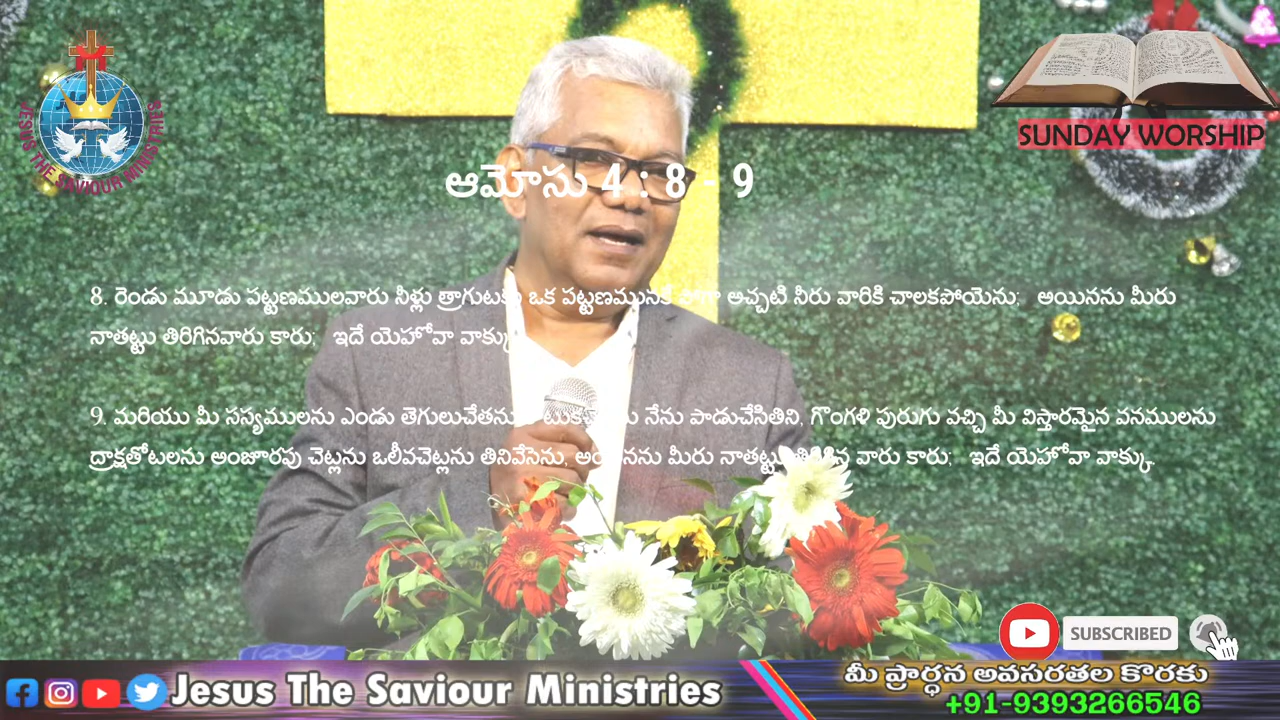 JESUS THE SAVIOUR MINISTRIES
SUNDAY WORSHIP
ఆమోసు 4 : 8 - 9
8. రెండు మూడు పట్టణములవారు నీళ్లు త్రాగుటకు ఒక పట్టణమునకే పోగా అచ్చటి నీరు వారికి చాలకపోయెను; అయినను మీరు
నాతట్టు తిరిగినవారు కారు; ఇదే యెహోవా వాక్కు
9. మరియు మీ సస్యములను ఎండు తెగులుచేతను నేను పాడుచేసితిని, గొంగళి పురుగు వచ్చి మీ విస్తారమైన వనములను
ద్రాక్షతోటలను అంజూరపు చెట్లను ఒలీవచెట్లను తినివేసెను, అయినను మీరు నాతట్టు తిరిగిన వారు కారు; ఇదే యెహోవా వాక్కు.
SUBSCRIBED
Jesus The Saviour Ministries
మీ ప్రార్ధన అవసరతల కొరకు
+91-9393266546